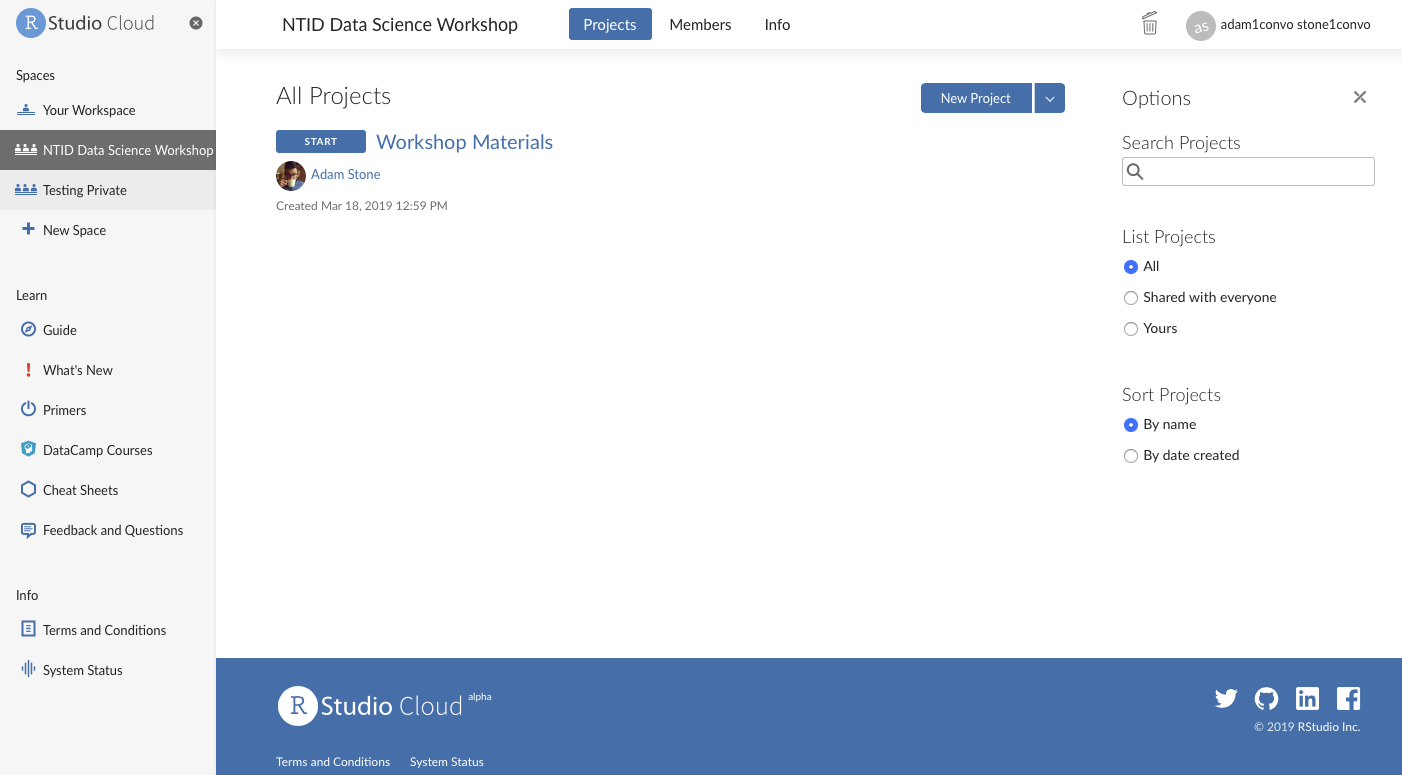 R Studio Cloud
Spaces
Your Workspace
NTID Data Science Workshop
Testing Private
New Space
Learn
Guide
What's New
Primers
DataCamp Courses
Cheat Sheets
Feedback and Questions
Info
Terms and Conditions
System Status
NTID Data Science Workshop
Projects
Members
Info
as
adam1convo stone1convo
All Projects
New Project
START
Workshop Materials
Adam Stone
Created Mar 18, 2019 12:59 PM
Options
Search Projects
List Projects
All
Shared with everyone
Yours
Sort Projects
By name
By date created
R Studio Cloud alpha
© 2019 RStudio Inc.
Terms and Conditions
System Status